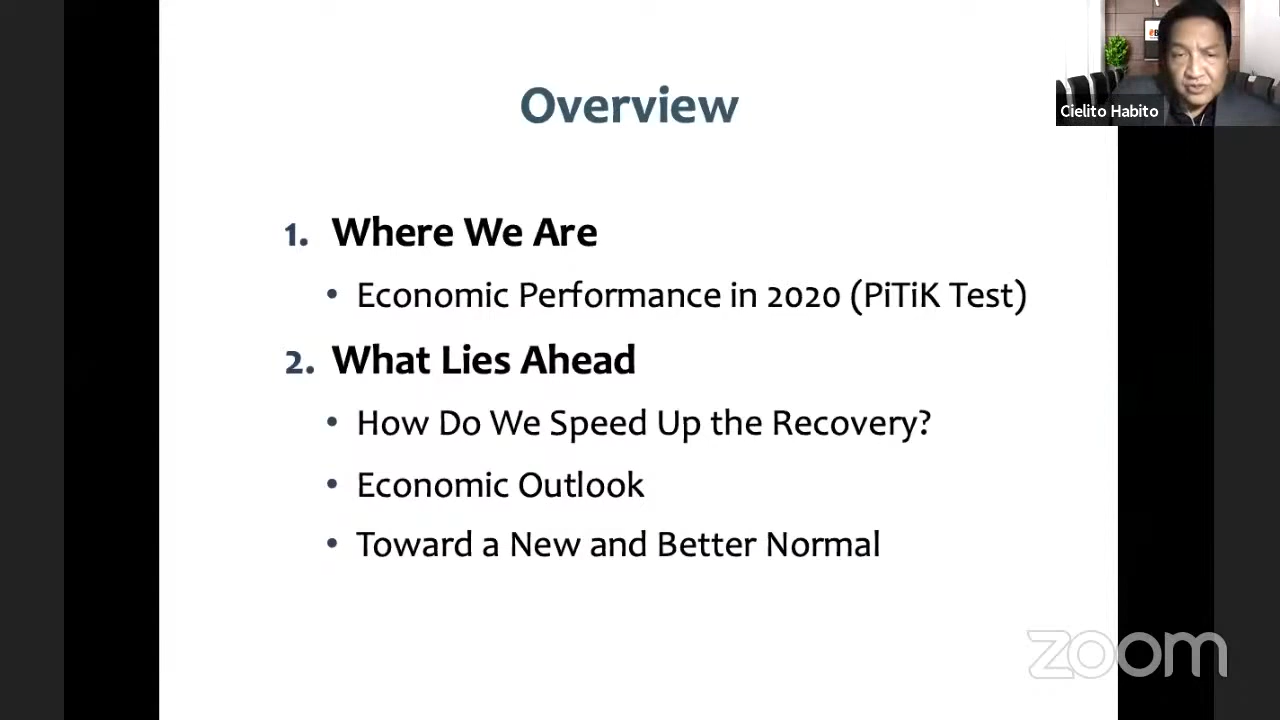 Overview
Cielito Habito
1. Where We Are
• Economic Performance in 2020 (PiTiK Test)
2. What Lies Ahead
• How Do We Speed Up the Recovery?
• Economic Outlook
• Toward a New and Better Normal
zoom